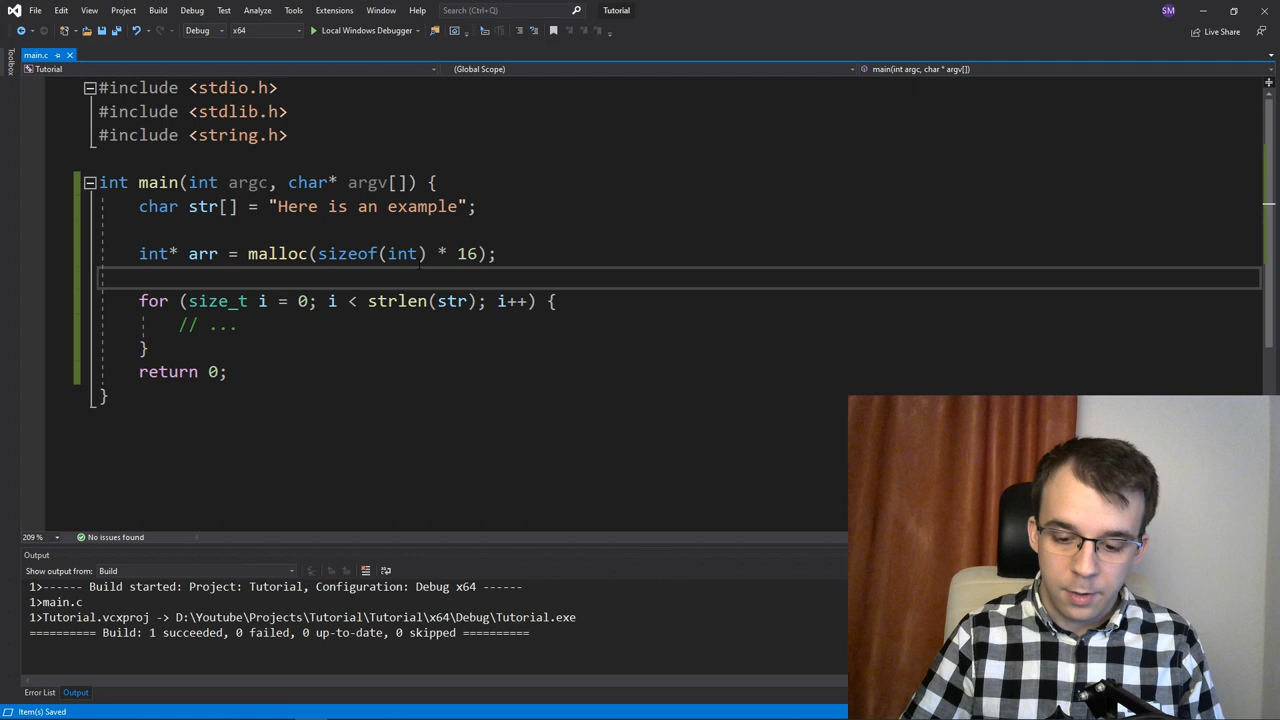 File Edit View Project Build Debug Test Analyze Tools Extensions Window Help Search (Ctrl+Q) Tutorial SM
Debug x64 Local Windows Debugger Live Share
Toolbox
main.c
Tutorial (Global Scope) main(int argc, char * argv[])
#include <stdio.h>
#include <stdlib.h>
#include <string.h>
int main(int argc, char* argv[]) {
char str[] = "Here is an example";
int* arr = malloc(sizeof(int) * 16);
for (size_t i = 0; i < strlen(str); i++) {
// ...
}
return 0;
}
209 % No issues found
Output
Show output from: Build
1>------ Build started: Project: Tutorial, Configuration: Debug x64 ------
1>main.c
1>Tutorial.vcxproj -> D:\Youtube\Projects\Tutorial\Tutorial\x64\Debug\Tutorial.exe
========== Build: 1 succeeded, 0 failed, 0 up-to-date, 0 skipped ==========
Error List Output
Item(s) Saved